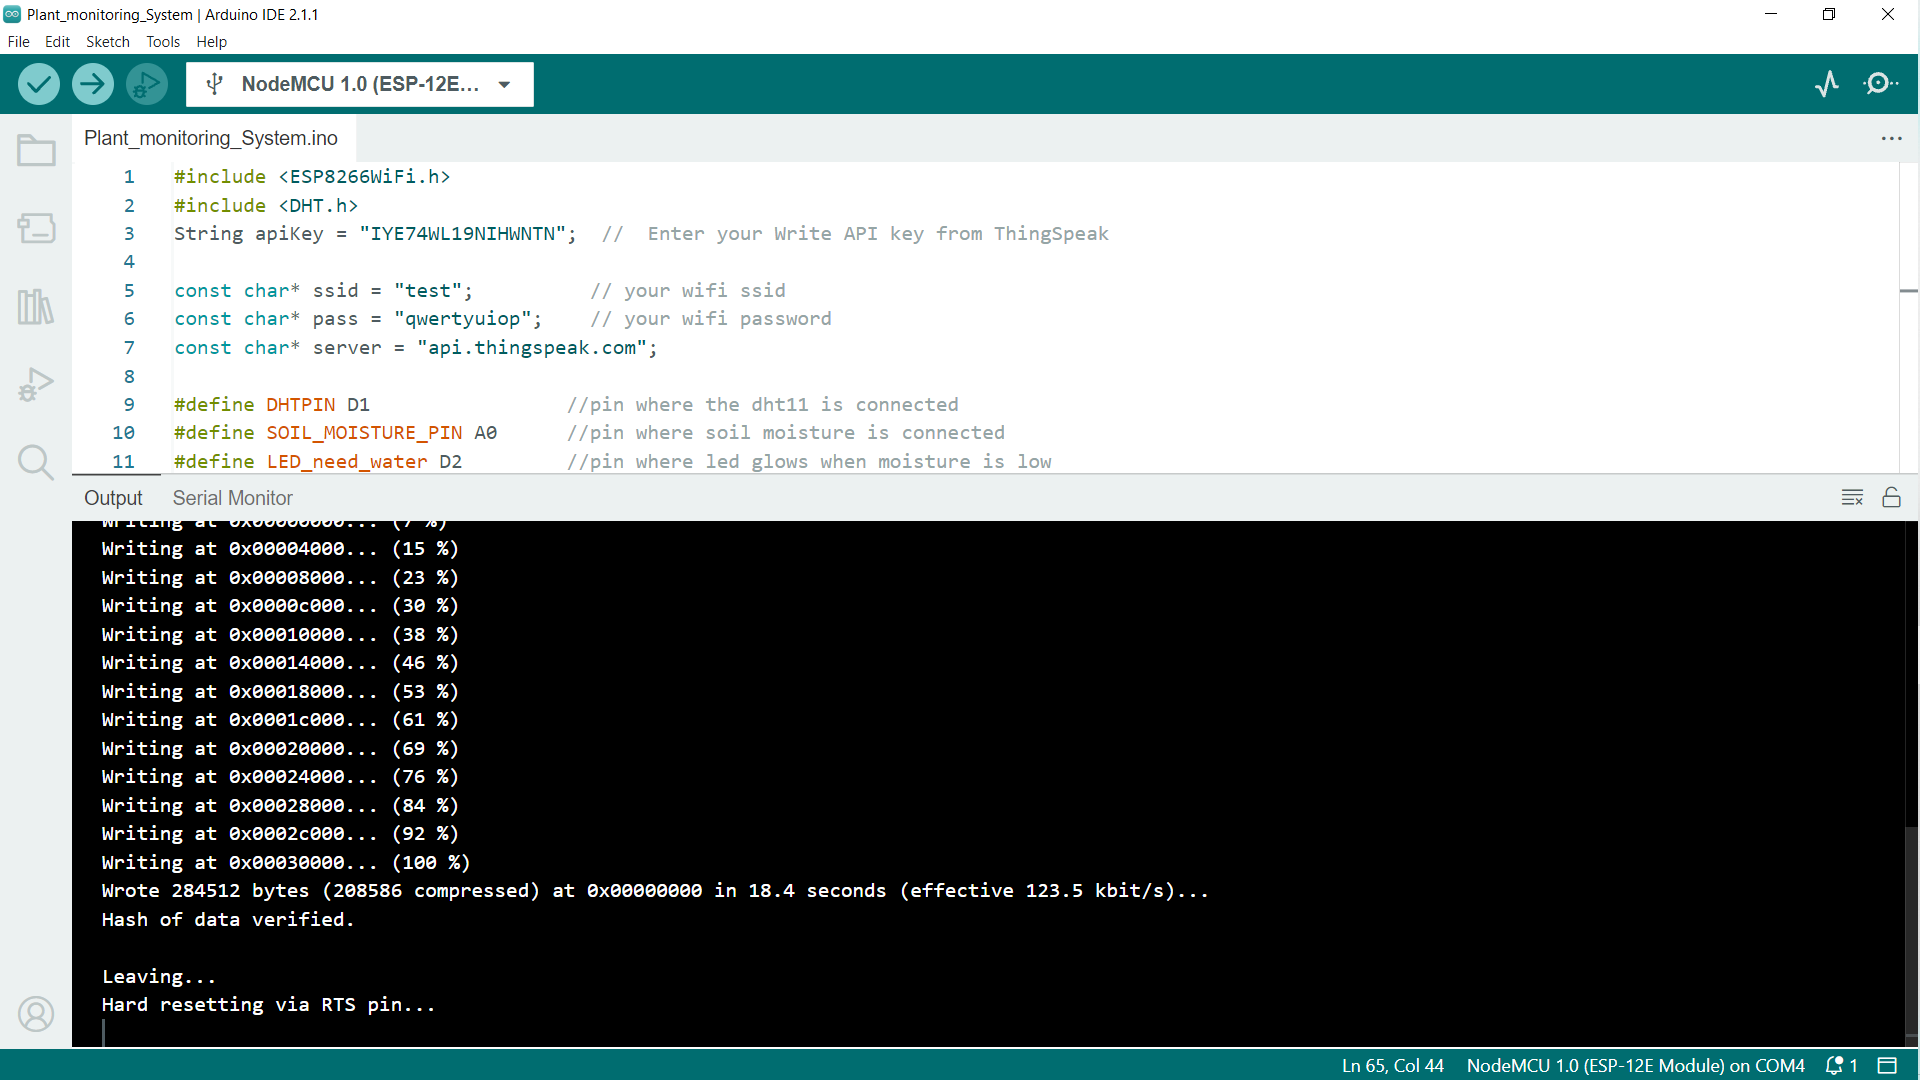 Plant_monitoring_System | Arduino IDE 2.1.1
File Edit Sketch Tools Help
NodeMCU 1.0 (ESP-12E...
Plant_monitoring_System.ino
1 #include <ESP8266WiFi.h>
2 #include <DHT.h>
3 String apiKey = "IYE74WL19NIHWNTN"; // Enter your Write API key from ThingSpeak
4
5 const char* ssid = "test"; // your wifi ssid
6 const char* pass = "qwertyuiop"; // your wifi password
7 const char* server = "api.thingspeak.com";
8
9 #define DHTPIN D1 //pin where the dht11 is connected
10 #define SOIL_MOISTURE_PIN A0 //pin where soil moisture is connected
11 #define LED_need_water D2 //pin where led glows when moisture is low
Output Serial Monitor
Writing at 0x00000000... (7 %)
Writing at 0x00004000... (15 %)
Writing at 0x00008000... (23 %)
Writing at 0x0000c000... (30 %)
Writing at 0x00010000... (38 %)
Writing at 0x00014000... (46 %)
Writing at 0x00018000... (53 %)
Writing at 0x0001c000... (61 %)
Writing at 0x00020000... (69 %)
Writing at 0x00024000... (76 %)
Writing at 0x00028000... (84 %)
Writing at 0x0002c000... (92 %)
Writing at 0x00030000... (100 %)
Wrote 284512 bytes (208586 compressed) at 0x00000000 in 18.4 seconds (effective 123.5 kbit/s)...
Hash of data verified.
Leaving...
Hard resetting via RTS pin...
Ln 65, Col 44 NodeMCU 1.0 (ESP-12E Module) on COM4 1